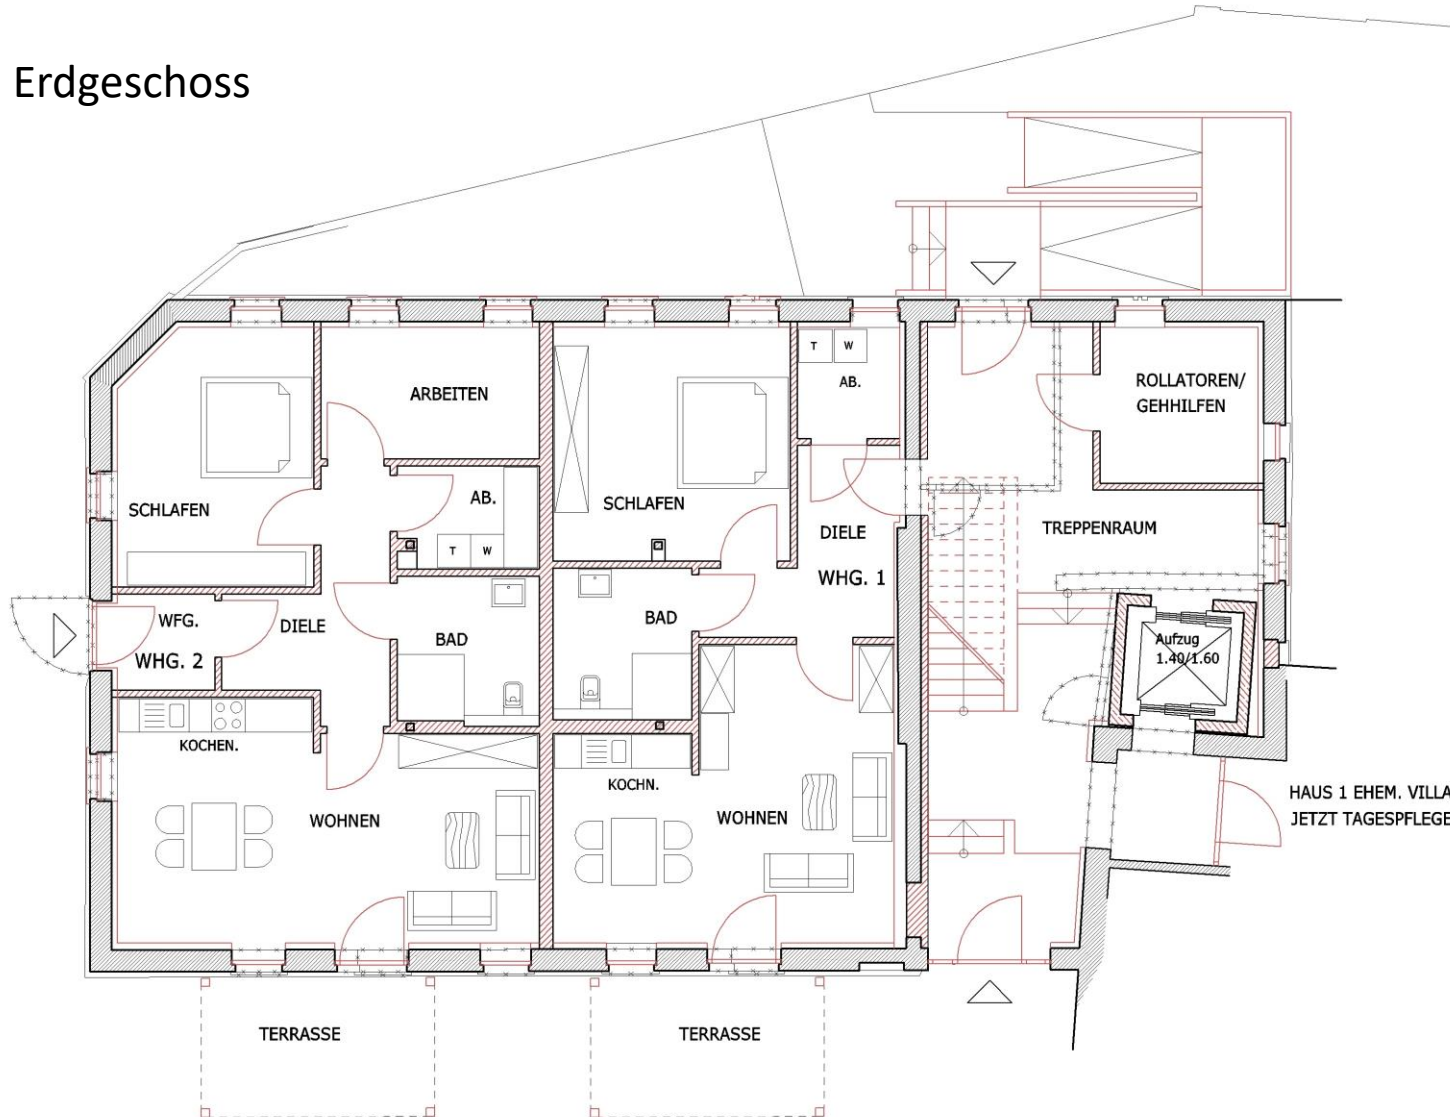 Erdgeschoss
T
W
AB.
ROLLATOREN/
GEHHILFEN
ARBEITEN
AB.
SCHLAFEN
SCHLAFEN
TREPPENRAUM
DIELE
T
W
WHG. 1
WFG.
DIELE
BAD
BAD
Aufzug
1.40/1.60
WHG. 2
KOCHEN.
KOCHN.
WOHNEN
WOHNEN
HAUS 1 EHEM. VILLA
JETZT TAGESPFLEGE
TERRASSE
TERRASSE